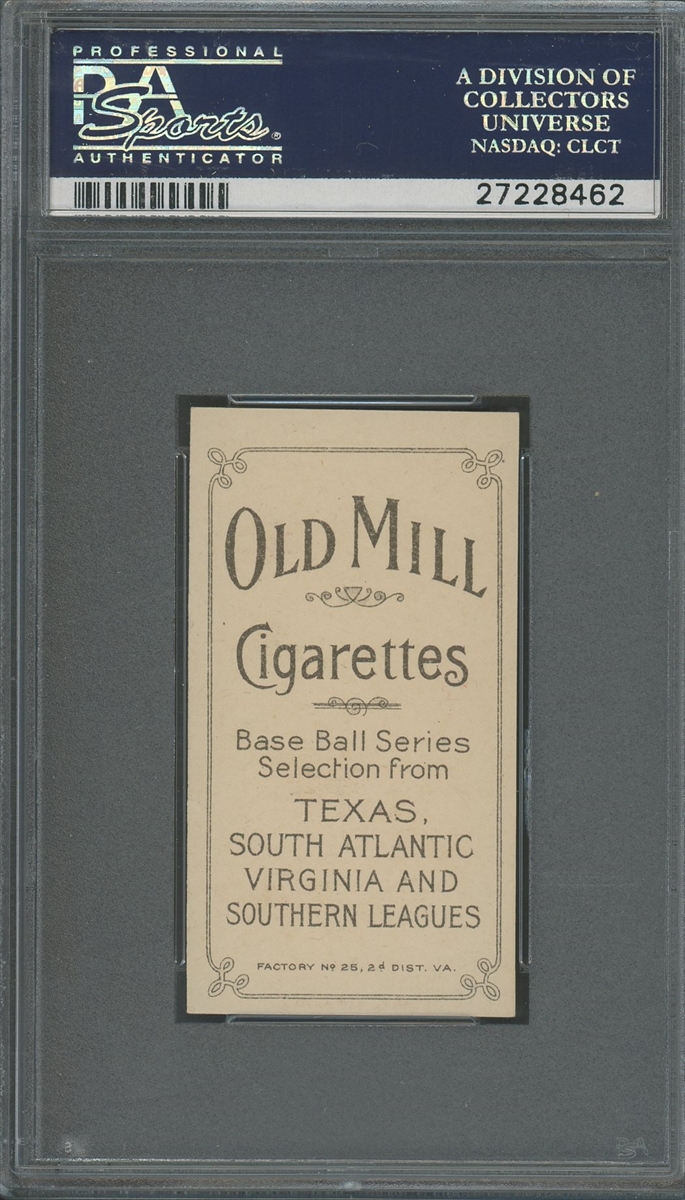 PROFESSIONAL
PSA
Sports®
AUTHENTICATOR
A DIVISION OF
COLLECTORS
UNIVERSE
NASDAQ: CLCT
27228462
OLD MILL
Cigarettes
Base Ball Series
Selection from
TEXAS,
SOUTH ATLANTIC
VIRGINIA AND
SOUTHERN LEAGUES
FACTORY Nº 25, 2d DIST. VA.
PSA